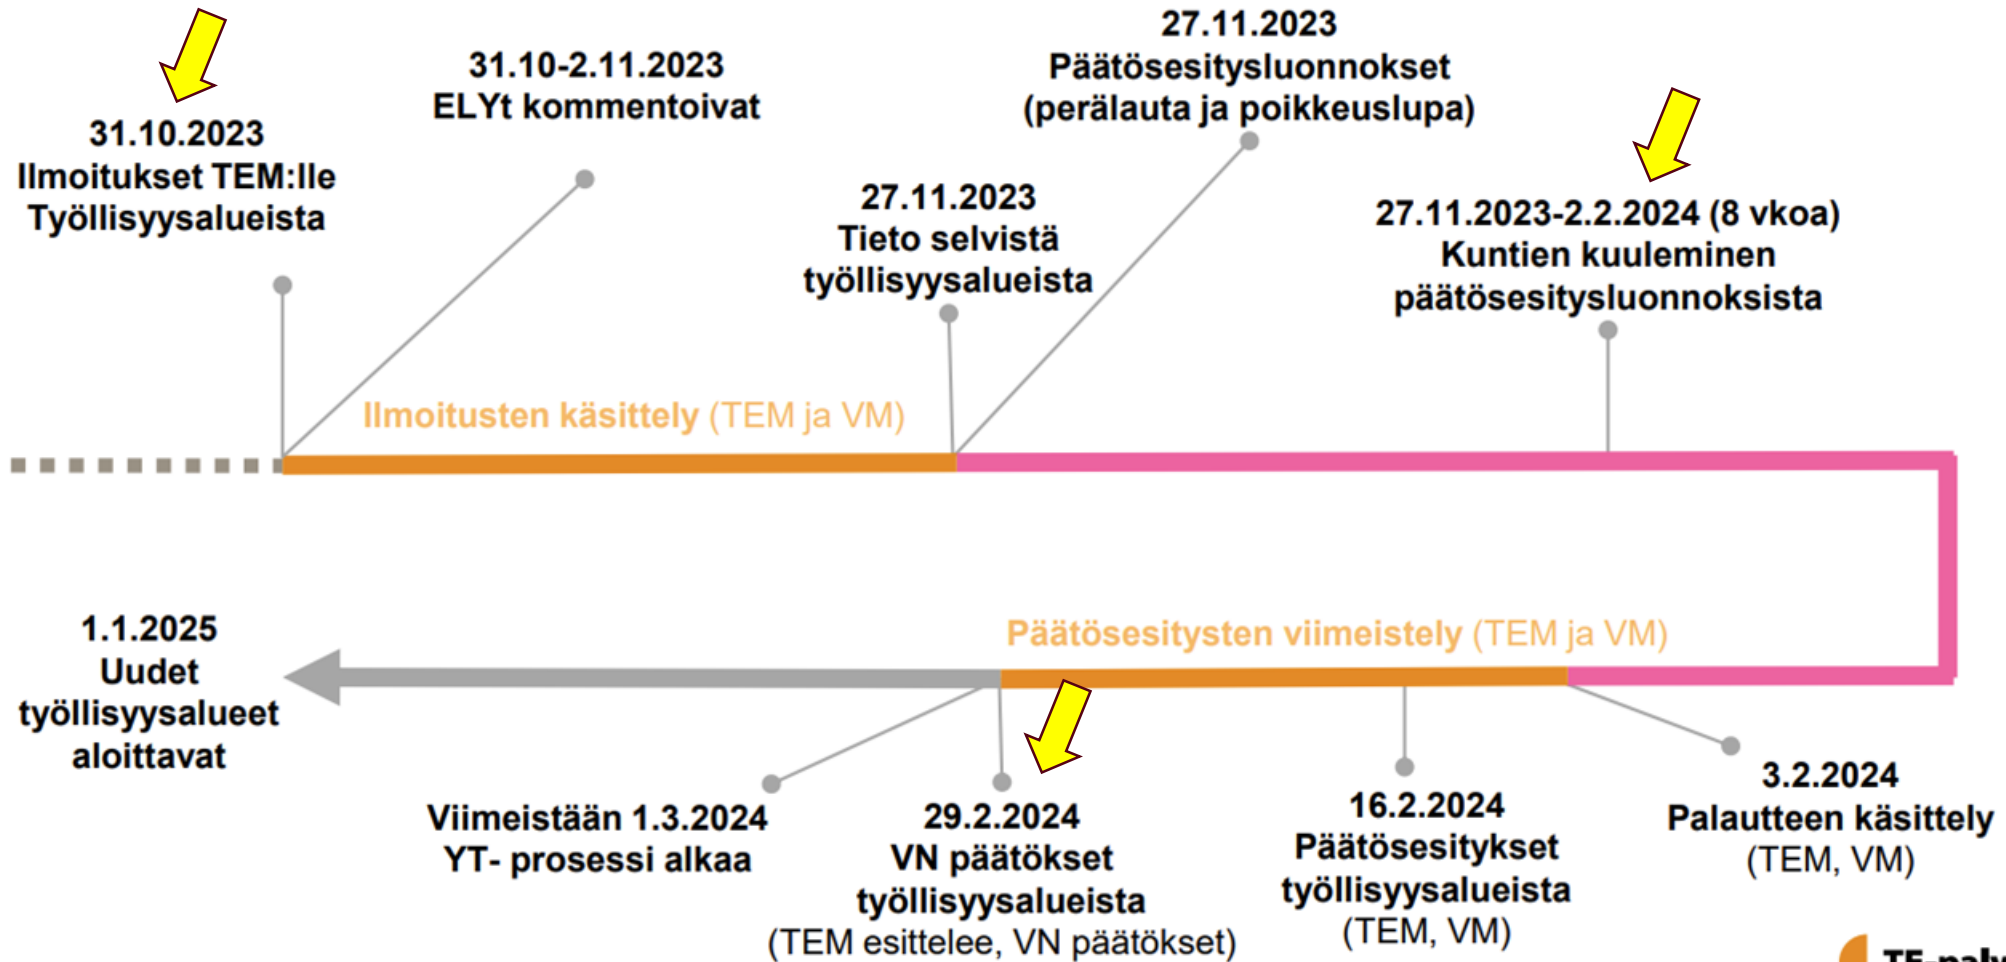 31.10.2023
Ilmoitukset TEM:lle
Työllisyysalueista
31.10-2.11.2023
ELYt kommentoivat
27.11.2023
Tieto selvistä
työllisyysalueista
27.11.2023
Päätösesitysluonnokset
(perälauta ja poikkeuslupa)
27.11.2023-2.2.2024 (8 vkoa)
Kuntien kuuleminen
päätösesitysluonnoksista
Ilmoitusten käsittely (TEM ja VM)
Päätösesitysten viimeistely (TEM ja VM)
3.2.2024
Palautteen käsittely
(TEM, VM)
16.2.2024
Päätösesitykset
työllisyysalueista
(TEM, VM)
29.2.2024
VN päätökset
työllisyysalueista
(TEM esittelee, VN päätökset)
Viimeistään 1.3.2024
YT- prosessi alkaa
1.1.2025
Uudet
työllisyysalueet
aloittavat